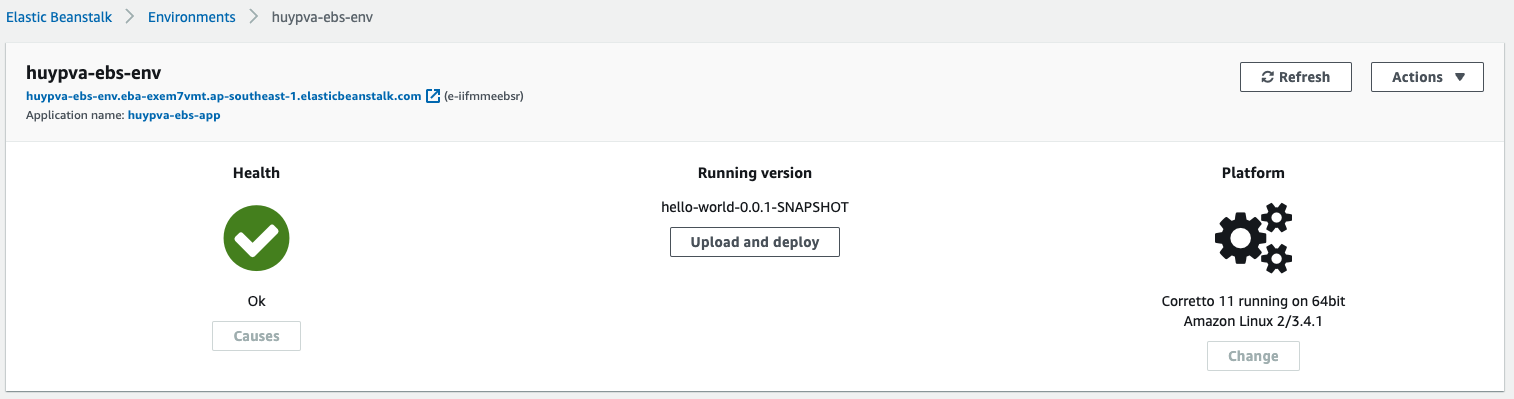 Elastic Beanstalk > Environments > huypva-ebs-env
huypva-ebs-env
huypva-ebs-env.eba-exem7vmt.ap-southeast-1.elasticbeanstalk.com (e-iifmmeebsr)
Application name: huypva-ebs-app
Refresh
Actions
Health
Ok
Causes
Running version
hello-world-0.0.1-SNAPSHOT
Upload and deploy
Platform
Corretto 11 running on 64bit
Amazon Linux 2/3.4.1
Change